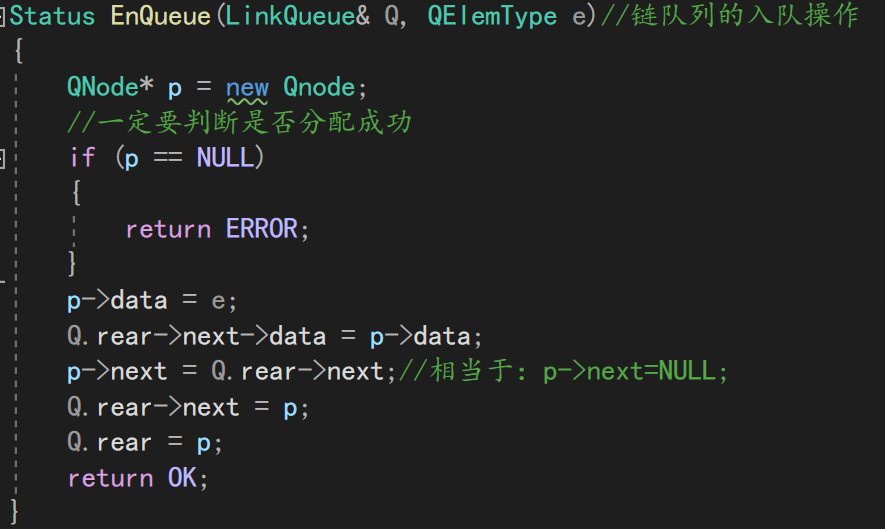 Status EnQueue(LinkQueue& Q, QElemType e)//链队列的入队操作
{
QNode* p = new Qnode;
//一定要判断是否分配成功
if (p == NULL)
{
return ERROR;
}
p->data = e;
Q.rear->next->data = p->data;
p->next = Q.rear->next;//相当于：p->next=NULL;
Q.rear->next = p;
Q.rear = p;
return OK;
}